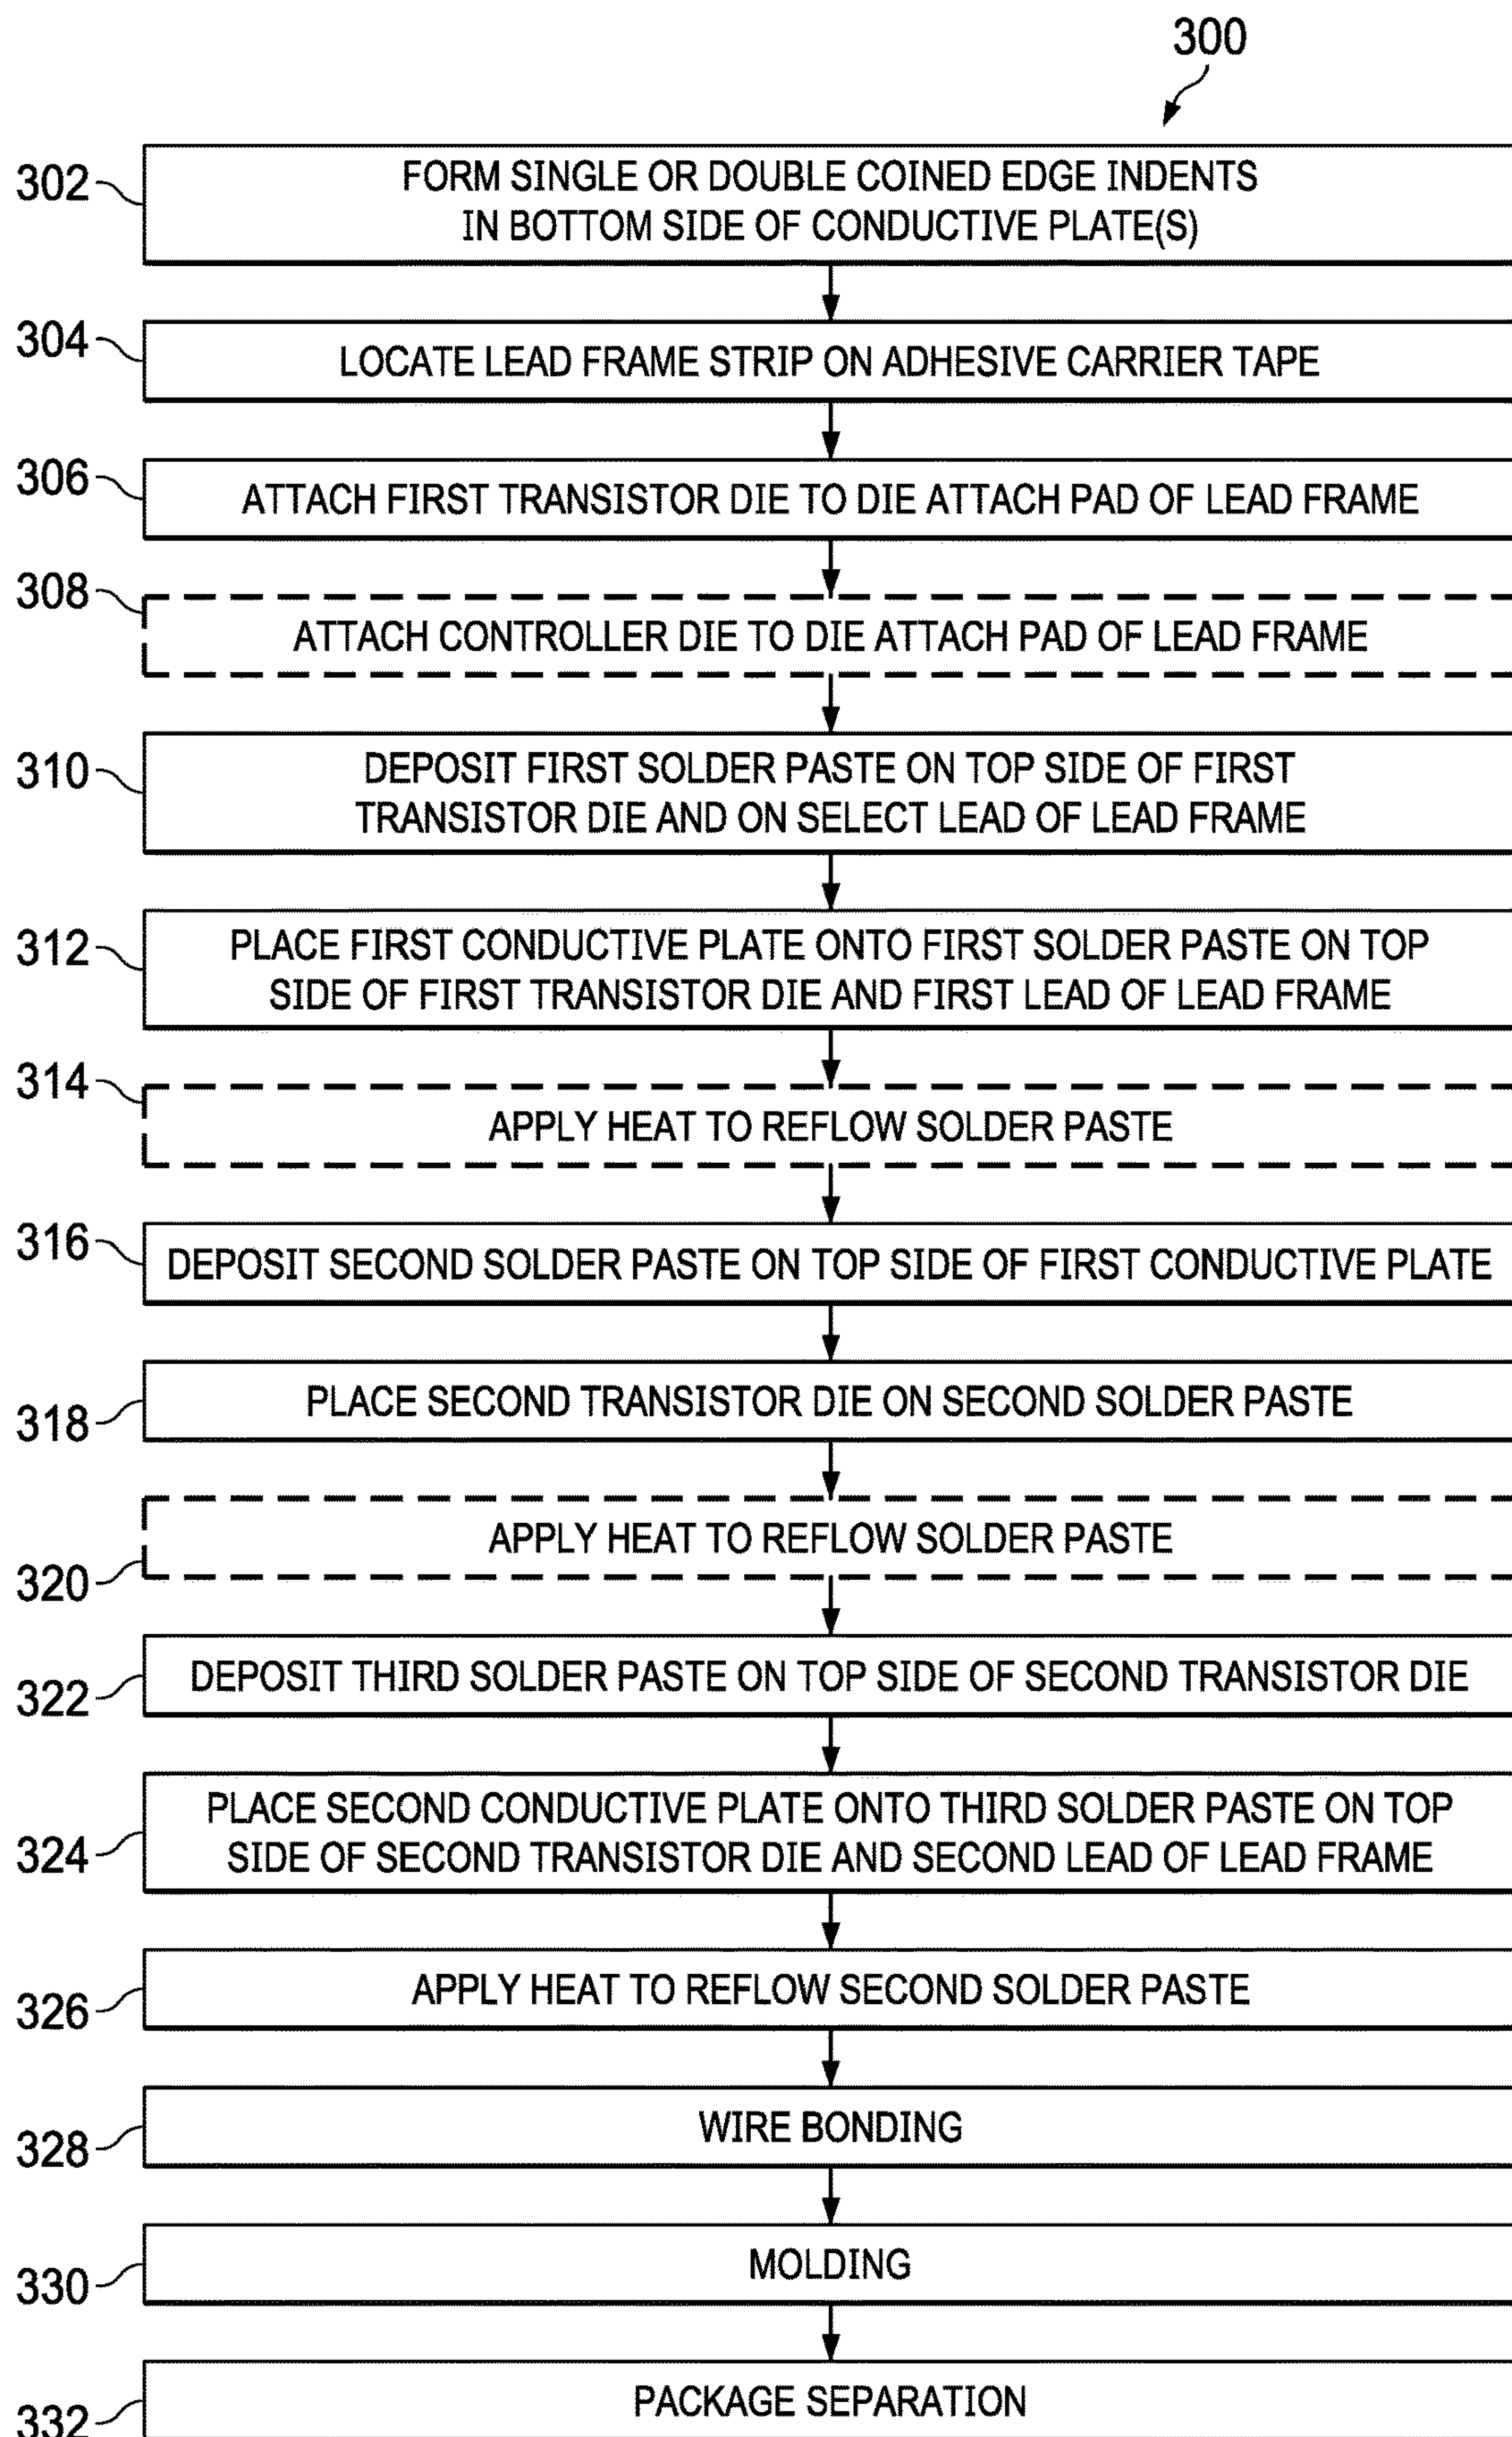 300
302
FORM SINGLE OR DOUBLE COINED EDGE INDENTS
IN BOTTOM SIDE OF CONDUCTIVE PLATE(S)
304
LOCATE LEAD FRAME STRIP ON ADHESIVE CARRIER TAPE
306
ATTACH FIRST TRANSISTOR DIE TO DIE ATTACH PAD OF LEAD FRAME
308
ATTACH CONTROLLER DIE TO DIE ATTACH PAD OF LEAD FRAME
310
DEPOSIT FIRST SOLDER PASTE ON TOP SIDE OF FIRST
TRANSISTOR DIE AND ON SELECT LEAD OF LEAD FRAME
312
PLACE FIRST CONDUCTIVE PLATE ONTO FIRST SOLDER PASTE ON TOP
SIDE OF FIRST TRANSISTOR DIE AND FIRST LEAD OF LEAD FRAME
314
APPLY HEAT TO REFLOW SOLDER PASTE
316
DEPOSIT SECOND SOLDER PASTE ON TOP SIDE OF FIRST CONDUCTIVE PLATE
318
PLACE SECOND TRANSISTOR DIE ON SECOND SOLDER PASTE
320
APPLY HEAT TO REFLOW SOLDER PASTE
322
DEPOSIT THIRD SOLDER PASTE ON TOP SIDE OF SECOND TRANSISTOR DIE
324
PLACE SECOND CONDUCTIVE PLATE ONTO THIRD SOLDER PASTE ON TOP
SIDE OF SECOND TRANSISTOR DIE AND SECOND LEAD OF LEAD FRAME
326
APPLY HEAT TO REFLOW SECOND SOLDER PASTE
328
WIRE BONDING
330
MOLDING
332
PACKAGE SEPARATION